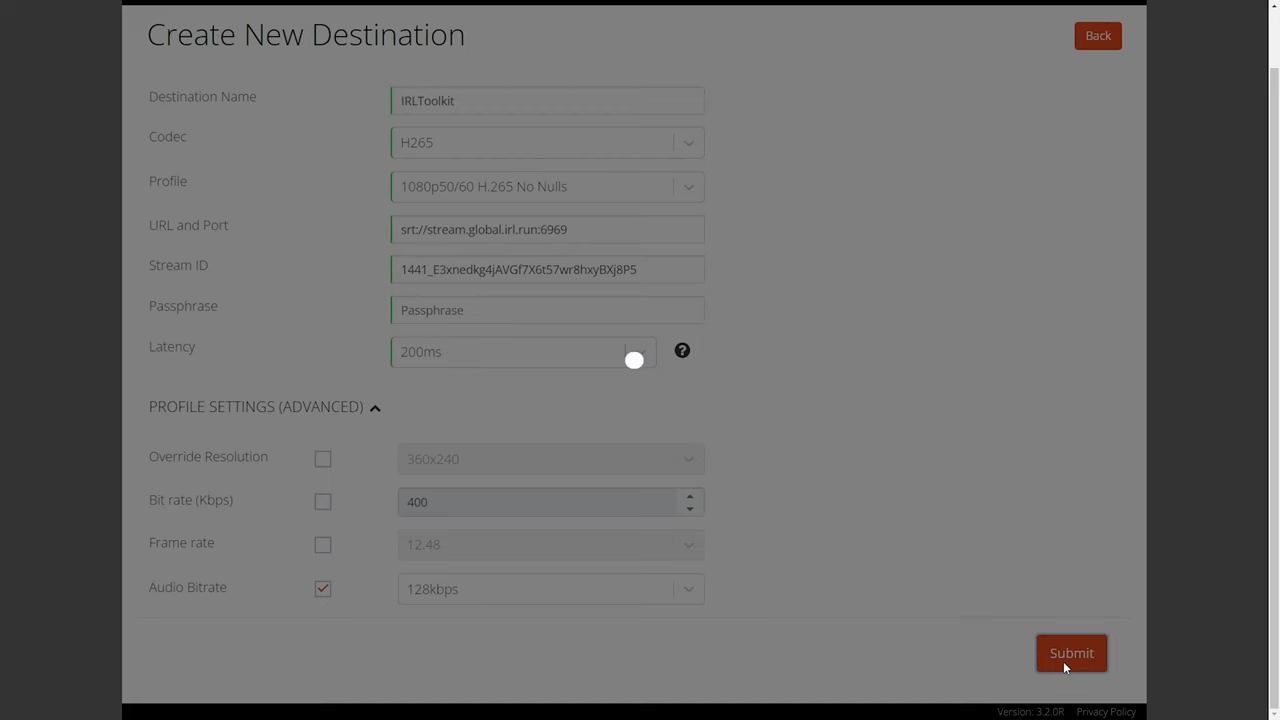 Create New Destination
Back
Destination Name
IRLToolkit
Codec
H265
Profile
1080p50/60 H.265 No Nulls
URL and Port
srt://stream.global.irl.run:6969
Stream ID
1441_E3xnedkg4jAVGf7X6t57wr8hxyBXj8P5
Passphrase
Passphrase
Latency
200ms
?
PROFILE SETTINGS (ADVANCED)
Override Resolution
360x240
Bit rate (Kbps)
400
Frame rate
12.48
Audio Bitrate
128kbps
Submit
Version: 3.2.0R
Privacy Policy